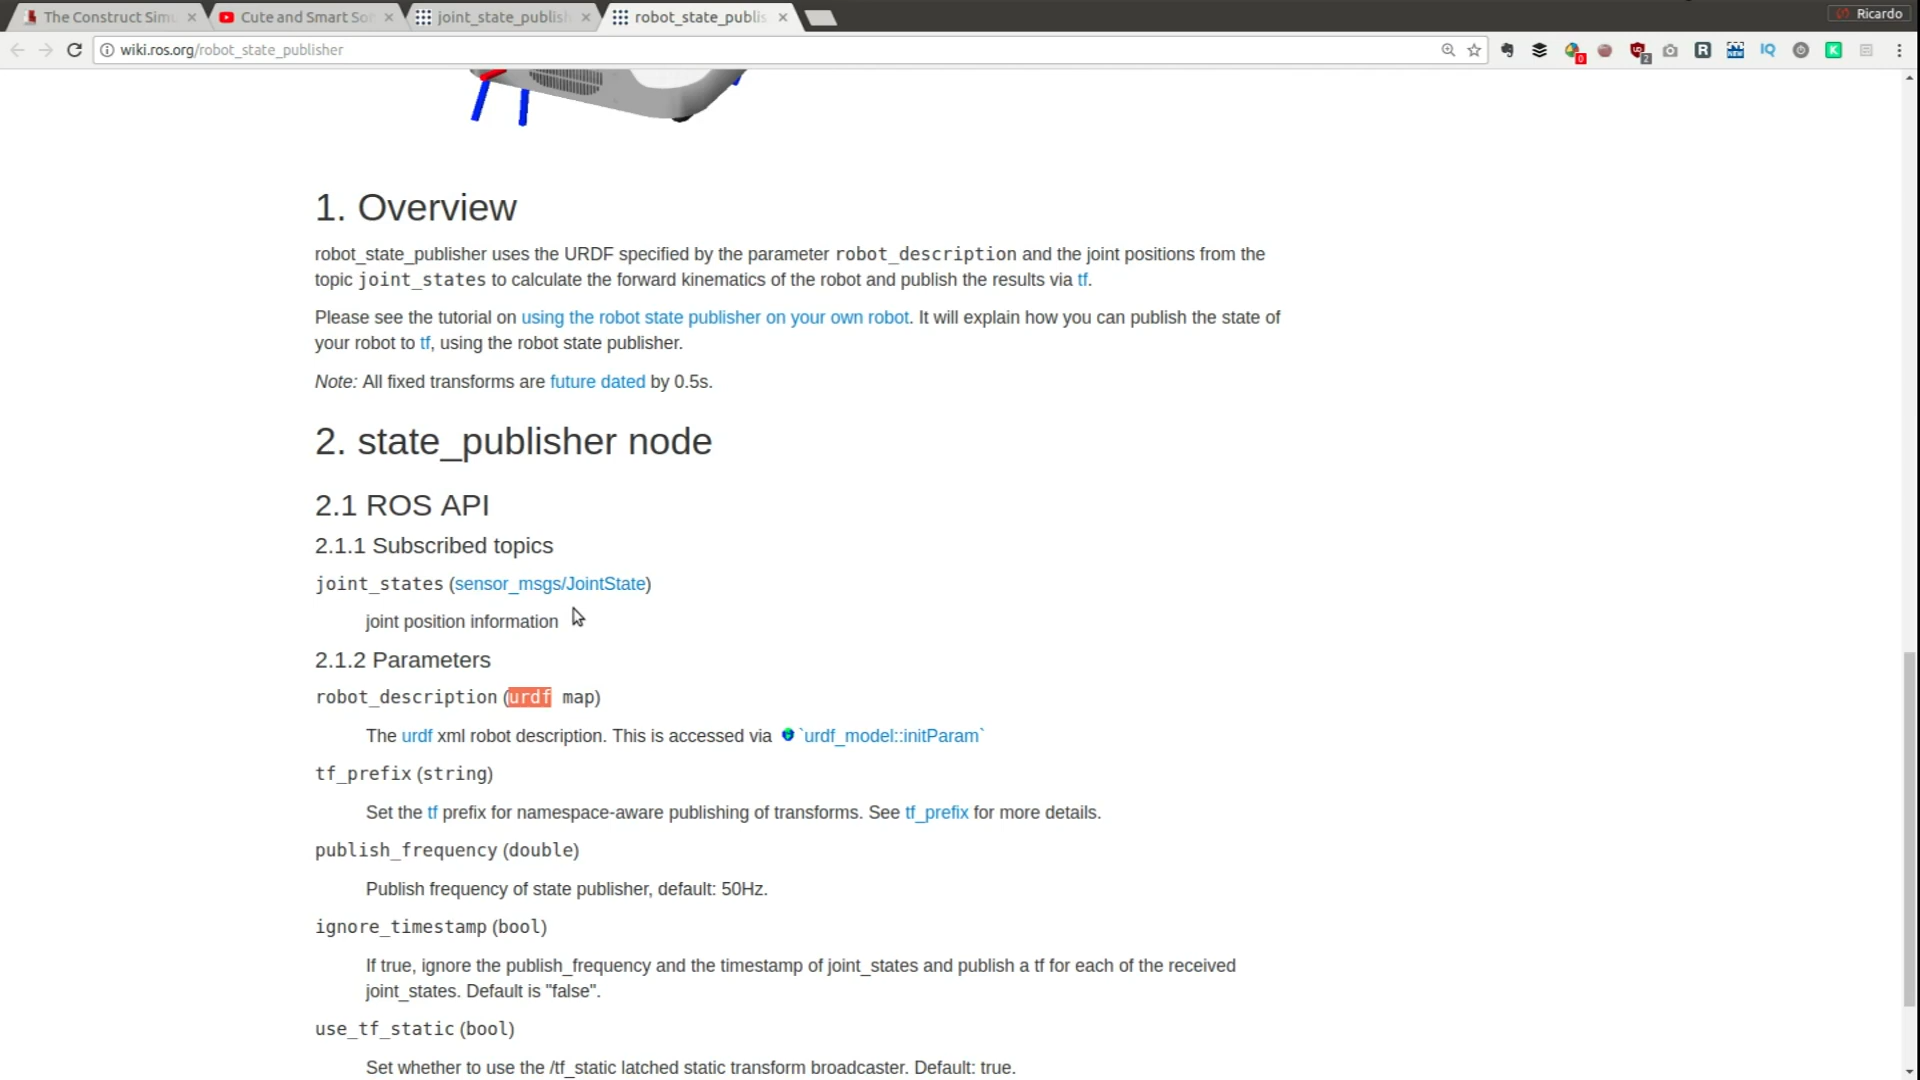 The Construct Simu
Cute and Smart So
joint_state_publish
robot_state_publis
Ricardo
wiki.ros.org/robot_state_publisher
1. Overview
robot_state_publisher uses the URDF specified by the parameter robot_description and the joint positions from the
topic joint_states to calculate the forward kinematics of the robot and publish the results via tf.
Please see the tutorial on using the robot state publisher on your own robot. It will explain how you can publish the state of
your robot to tf, using the robot state publisher.
Note: All fixed transforms are future dated by 0.5s.
2. state_publisher node
2.1 ROS API
2.1.1 Subscribed topics
joint_states (sensor_msgs/JointState)
joint position information
2.1.2 Parameters
robot_description (urdf map)
The urdf xml robot description. This is accessed via `urdf_model::initParam`
tf_prefix (string)
Set the tf prefix for namespace-aware publishing of transforms. See tf_prefix for more details.
publish_frequency (double)
Publish frequency of state publisher, default: 50Hz.
ignore_timestamp (bool)
If true, ignore the publish_frequency and the timestamp of joint_states and publish a tf for each of the received
joint_states. Default is "false".
use_tf_static (bool)
Set whether to use the /tf_static latched static transform broadcaster. Default: true.